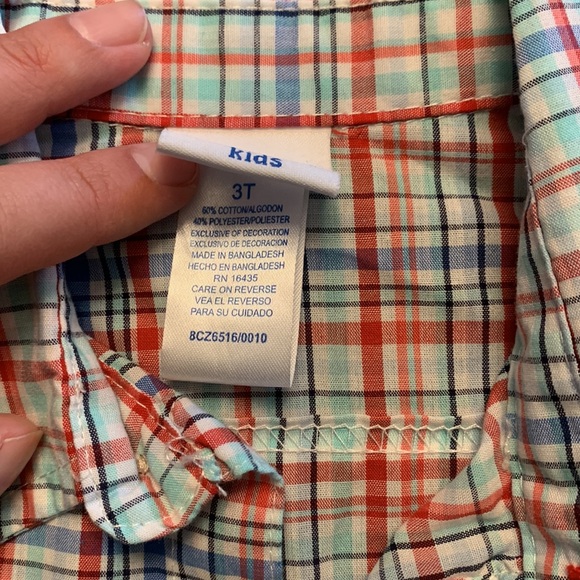 kids
3T
60% COTTON/ALGODON
40% POLYESTER/POLIESTER
EXCLUSIVE OF DECORATION
EXCLUSIVO DE DECORACION
MADE IN BANGLADESH
HECHO EN BANGLADESH
RN 16435
CARE ON REVERSE
VEA EL REVERSO
PARA SU CUIDADO
8CZ6516/0010